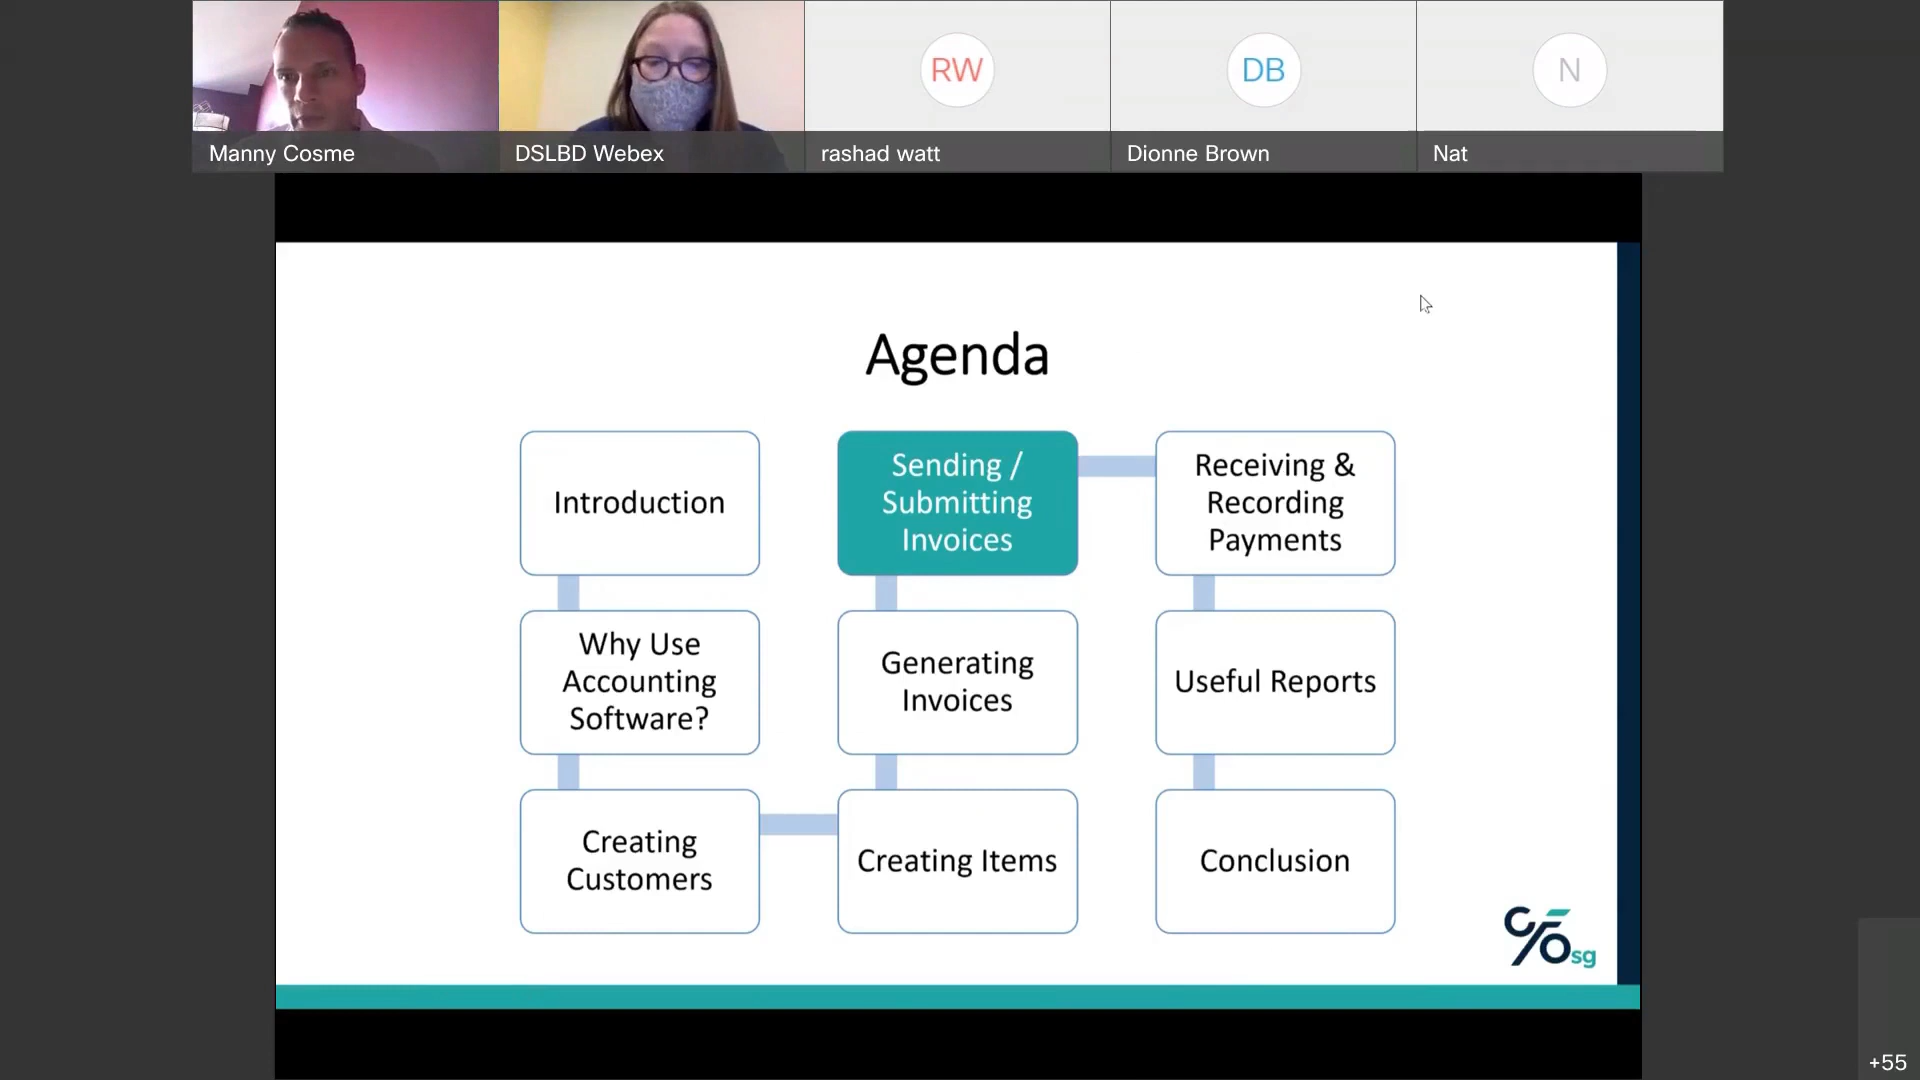 Manny Cosme
DSLBD Webex
RW
rashad watt
DB
Dionne Brown
N
Nat
Agenda
Introduction
Why Use
Accounting
Software?
Creating
Customers
Creating Items
Generating
Invoices
Sending /
Submitting
Invoices
Receiving &
Recording
Payments
Useful Reports
Conclusion
CFO sg
+55